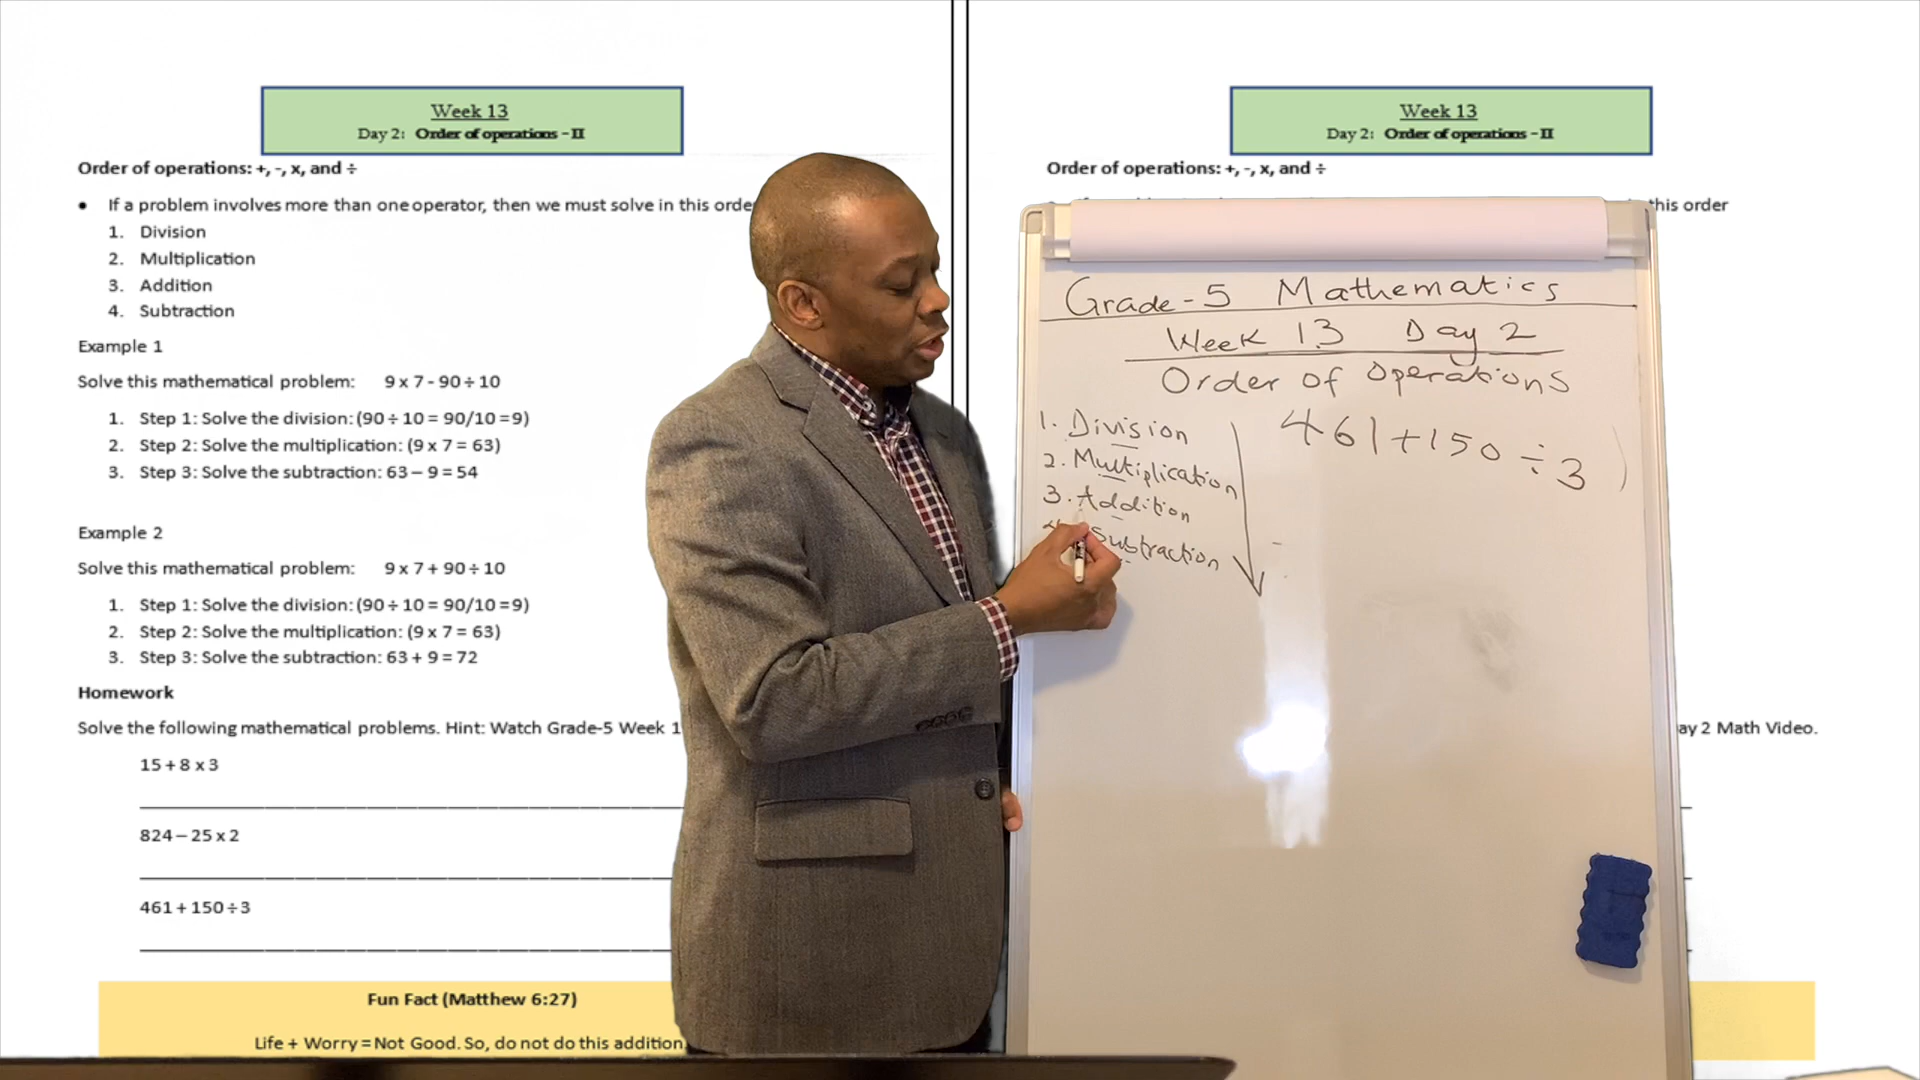 Week 13
Day 2: Order of operations - II
Order of operations: +, -, x, and ÷
• If a problem involves more than one operator, then we must solve in this orde
1. Division
2. Multiplication
3. Addition
4. Subtraction
Example 1
Solve this mathematical problem: 9 x 7 - 90 ÷ 10
1. Step 1: Solve the division: (90 ÷ 10 = 90/10 = 9)
2. Step 2: Solve the multiplication: (9 x 7 = 63)
3. Step 3: Solve the subtraction: 63 – 9 = 54
Example 2
Solve this mathematical problem: 9 x 7 + 90 ÷ 10
1. Step 1: Solve the division: (90 ÷ 10 = 90/10 = 9)
2. Step 2: Solve the multiplication: (9 x 7 = 63)
3. Step 3: Solve the subtraction: 63 + 9 = 72
Homework
Solve the following mathematical problems. Hint: Watch Grade-5 Week 1
15 + 8 x 3
824 – 25 x 2
461 + 150 ÷ 3
Fun Fact (Matthew 6:27)
Life + Worry = Not Good. So, do not do this addition.
Week 13
Day 2: Order of operations - II
Order of operations: +, -, x, and ÷
this order
Grade-5 Mathematics
Week 13 Day 2
Order of Operations
1. Division
2. Multiplication
3. Addition
Subtraction
461+150÷3
ay 2 Math Video.